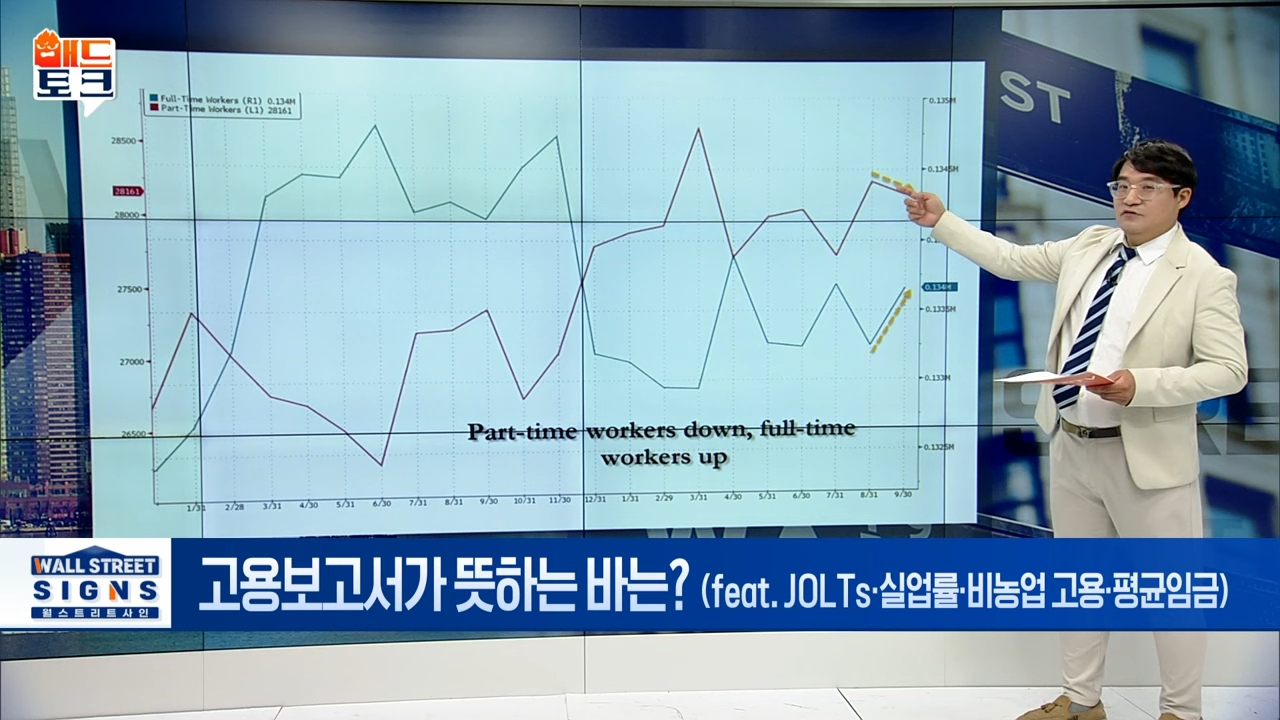 매드
토크
ST
Full-Time Workers (R1) 0.134M
Part-Time Workers (L1) 28161
28500
28161
28000
27500
27000
26500
0.135M
0.1345M
0.134M
0.1335M
0.133M
0.1325M
Part-time workers down, full-time
workers up
1/31 2/28 3/31 4/30 5/31 6/30 7/31 8/31 9/30 10/31 11/30 12/31 1/31 2/29 3/31 4/30 5/31 6/30 7/31 8/31 9/30
WALL STREET
SIGNS
월스트리트사인
고용보고서가 뜻하는 바는? (feat. JOLTs·실업률·비농업 고용·평균임금)